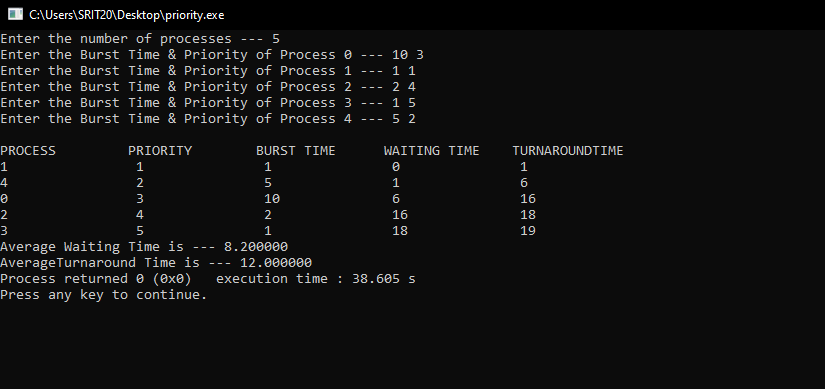 C:\Users\SRIT20\Desktop\priority.exe
Enter the number of processes --- 5
Enter the Burst Time & Priority of Process 0 --- 10 3
Enter the Burst Time & Priority of Process 1 --- 1 1
Enter the Burst Time & Priority of Process 2 --- 2 4
Enter the Burst Time & Priority of Process 3 --- 1 5
Enter the Burst Time & Priority of Process 4 --- 5 2
PROCESS PRIORITY BURST TIME WAITING TIME TURNAROUNDTIME
1 1 1 0 1
4 2 5 1 6
0 3 10 6 16
2 4 2 16 18
3 5 1 18 19
Average Waiting Time is --- 8.200000
AverageTurnaround Time is --- 12.000000
Process returned 0 (0x0) execution time : 38.605 s
Press any key to continue.